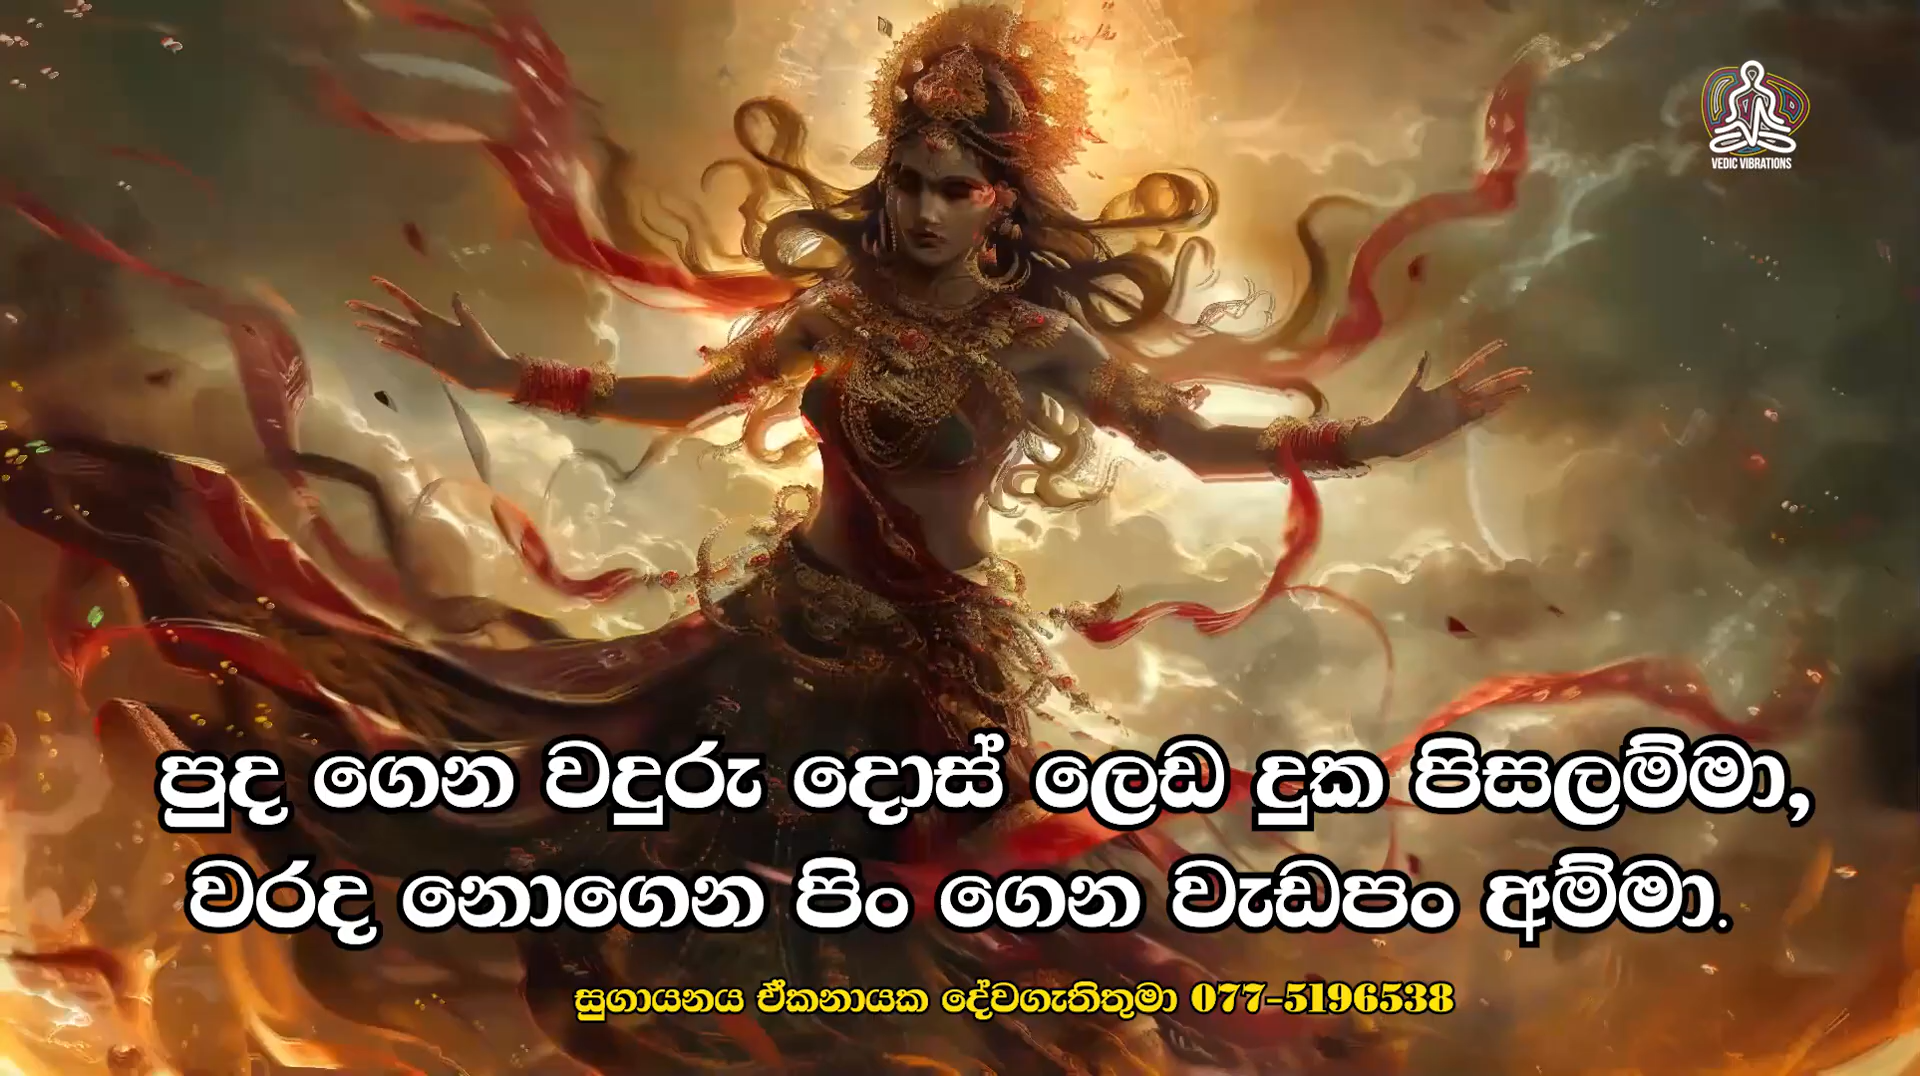 VEDIC VIBRATIONS
පුද ගෙන වදුරු දොස් ලෙඩ දුක පිසලම්මා,
වරද නොගෙන පිං ගෙන වැඩපං අම්මා.
සුගායනය ඒකනායක දේවගැතිතුමා 077-5196538